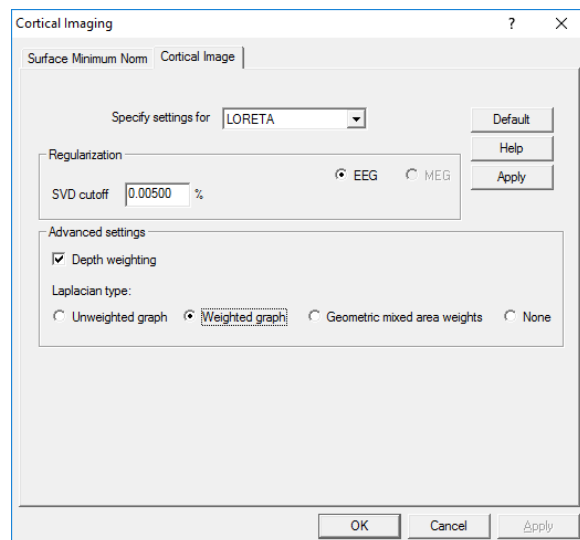 Cortical Imaging ? X
Surface Minimum Norm Cortical Image
Specify settings for LORETA Default
Help
Regularization
EEG MEG Apply
SVD cutoff 0.00500 %
Advanced settings
Depth weighting
Laplacian type:
Unweighted graph Weighted graph Geometric mixed area weights None
OK Cancel Apply